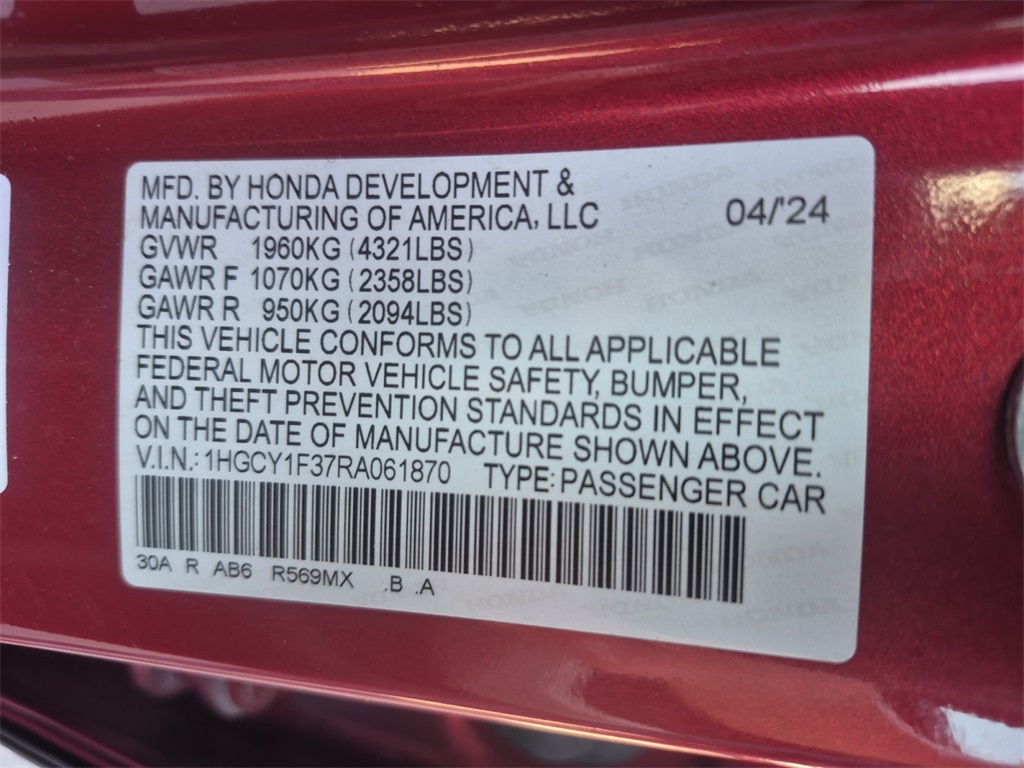 MFD. BY HONDA DEVELOPMENT &
MANUFACTURING OF AMERICA, LLC 04/'24
GVWR 1960KG (4321LBS)
GAWR F 1070KG (2358LBS)
GAWR R 950KG (2094LBS)
THIS VEHICLE CONFORMS TO ALL APPLICABLE
FEDERAL MOTOR VEHICLE SAFETY, BUMPER,
AND THEFT PREVENTION STANDARDS IN EFFECT
ON THE DATE OF MANUFACTURE SHOWN ABOVE.
V.I.N.: 1HGCY1F37RA061870 TYPE: PASSENGER CAR
30A R AB6 R569MX B .A